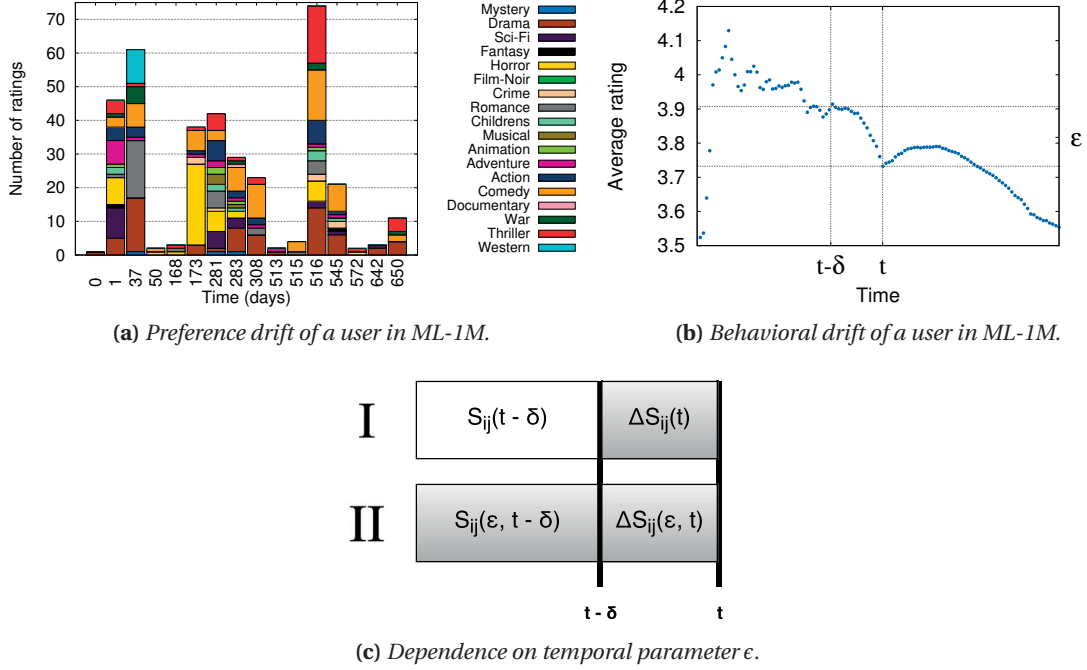 Number of ratings
70
60
50
40
30
20
10
0
0
1
37
50
168
173
281
283
308
513
515
516
545
572
642
650
Time (days)
Mystery
Drama
Sci-Fi
Fantasy
Horror
Film-Noir
Crime
Romance
Childrens
Musical
Animation
Adventure
Action
Comedy
Documentary
War
Thriller
Western
(a) Preference drift of a user in ML-1M.
Average rating
4.2
4.1
4
3.9
3.8
3.7
3.6
3.5
ε
t-δ
t
Time
(b) Behavioral drift of a user in ML-1M.
I
S_ij(t - δ)
ΔS_ij(t)
II
S_ij(ε, t - δ)
ΔS_ij(ε, t)
t - δ
t
(c) Dependence on temporal parameter ϵ.